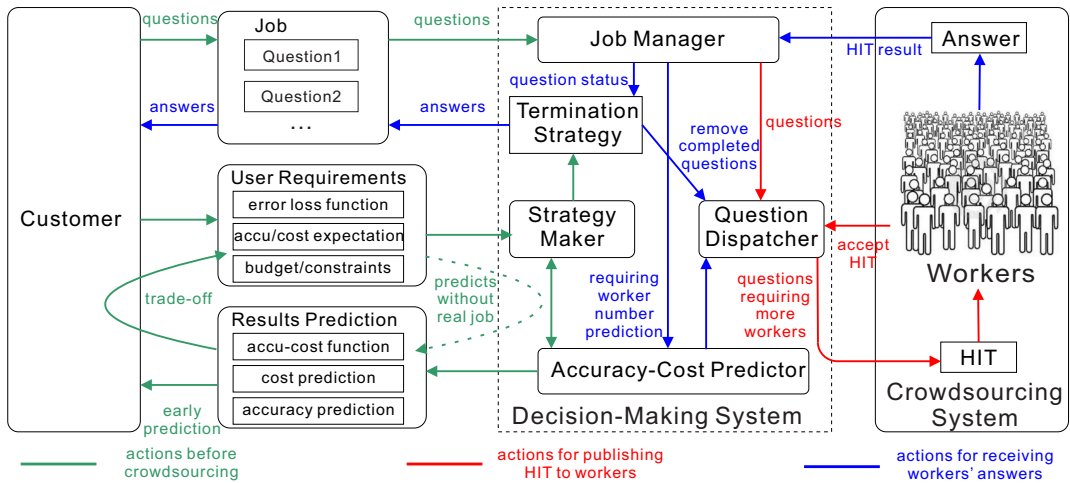 Customer
questions
answers
Job
Question1
Question2
...
questions
answers
User Requirements
error loss function
accu/cost expectation
budget/constraints
trade-off
predicts
without
real job
Results Prediction
accu-cost function
cost prediction
accuracy prediction
early
prediction
Job Manager
question status
Termination
Strategy
remove
completed
questions
questions
Strategy
Maker
Question
Dispatcher
requiring
worker
number
prediction
questions
requiring
more
workers
Accuracy-Cost Predictor
Decision-Making System
HIT result
Answer
accept
HIT
Workers
HIT
Crowdsourcing
System
actions before
crowdsourcing
actions for publishing
HIT to workers
actions for receiving
workers' answers